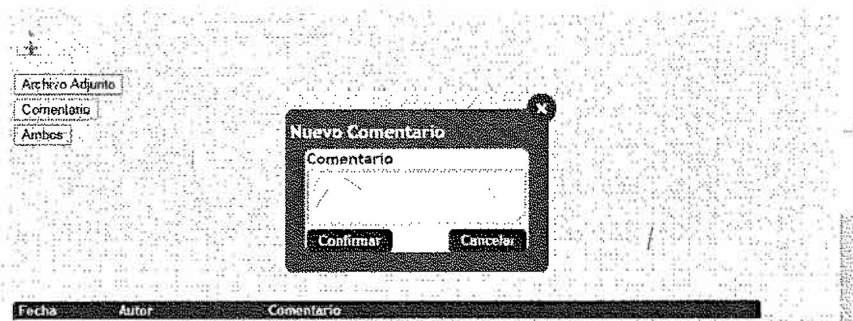 Archivo Adjunto
Comentario
Ambos
Nuevo Comentario
Comentario
Confirmar Cancelar
Fecha Autor Comentario